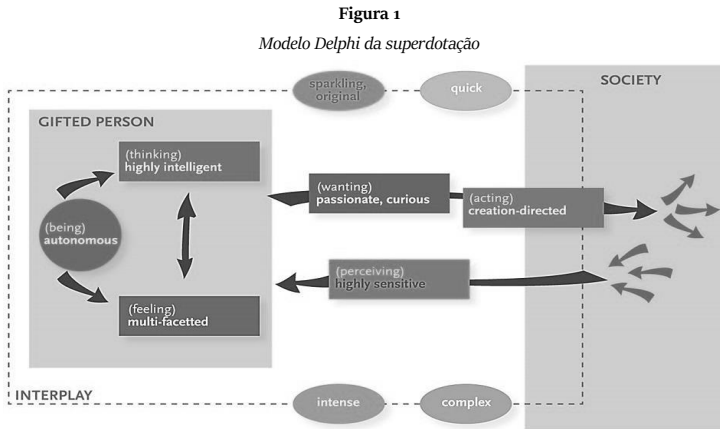 Figura 1
Modelo Delphi da superdotação
sparkling,
original
quick
SOCIETY
GIFTED PERSON
(thinking)
highly intelligent
(wanting)
passionate, curious
(acting)
creation-directed
(being)
autonomous
(perceiving)
highly sensitive
(feeling)
multi-facetted
INTERPLAY
intense
complex